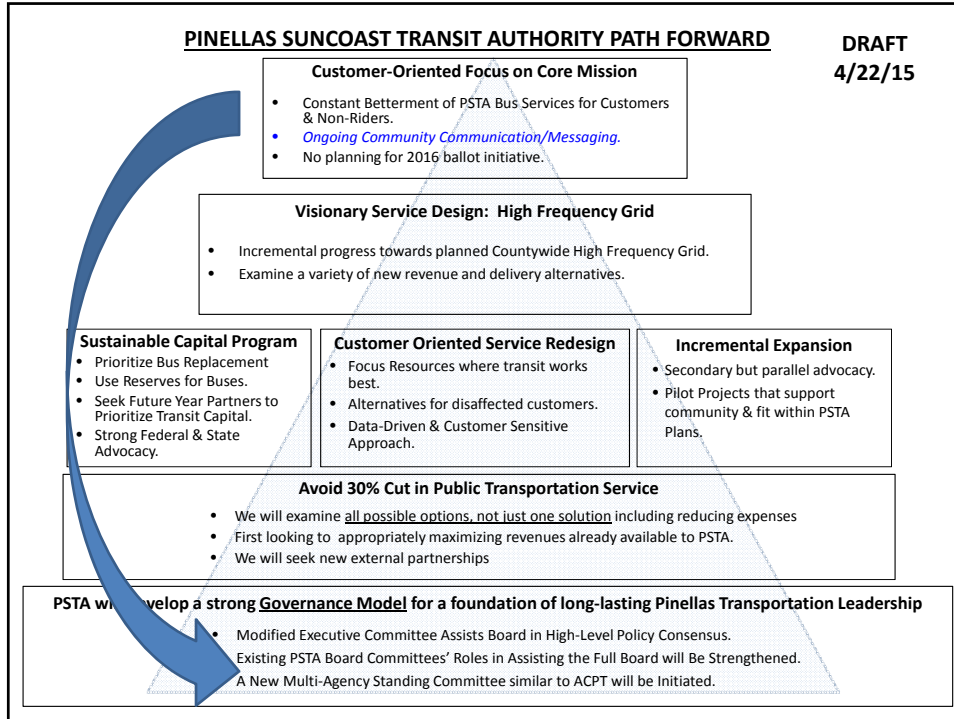 PINELLAS SUNCOAST TRANSIT AUTHORITY PATH FORWARD
DRAFT
4/22/15
Customer-Oriented Focus on Core Mission
• Constant Betterment of PSTA Bus Services for Customers
& Non-Riders.
• Ongoing Community Communication/Messaging.
• No planning for 2016 ballot initiative.
Visionary Service Design: High Frequency Grid
• Incremental progress towards planned Countywide High Frequency Grid.
• Examine a variety of new revenue and delivery alternatives.
Sustainable Capital Program
• Prioritize Bus Replacement
• Use Reserves for Buses.
• Seek Future Year Partners to
Prioritize Transit Capital.
• Strong Federal & State
Advocacy.
Customer Oriented Service Redesign
• Focus Resources where transit works
best.
• Alternatives for disaffected customers.
• Data-Driven & Customer Sensitive
Approach.
Incremental Expansion
• Secondary but parallel advocacy.
• Pilot Projects that support
community & fit within PSTA
Plans.
Avoid 30% Cut in Public Transportation Service
• We will examine all possible options, not just one solution including reducing expenses
• First looking to appropriately maximizing revenues already available to PSTA.
• We will seek new external partnerships
PSTA w velop a strong Governance Model for a foundation of long-lasting Pinellas Transportation Leadership
• Modified Executive Committee Assists Board in High-Level Policy Consensus.
Existing PSTA Board Committees' Roles in Assisting the Full Board will Be Strengthened.
A New Multi-Agency Standing Committee similar to ACPT will be Initiated.